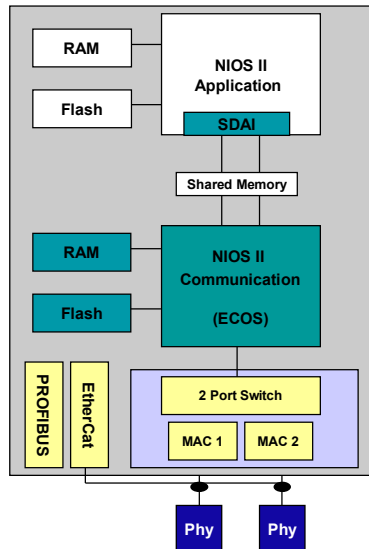 RAM
NIOS II
Application
Flash
SDAI
Shared Memory
RAM
NIOS II
Communication
Flash
(ECOS)
PROFIBUS
EtherCat
2 Port Switch
MAC 1
MAC 2
Phy
Phy